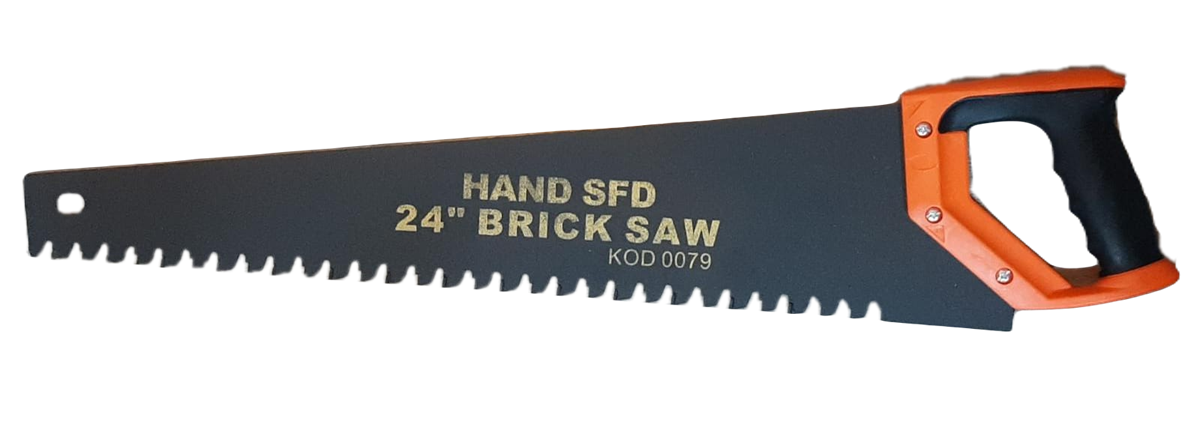 HAND SFD
24" BRICK SAW
KOD 0079